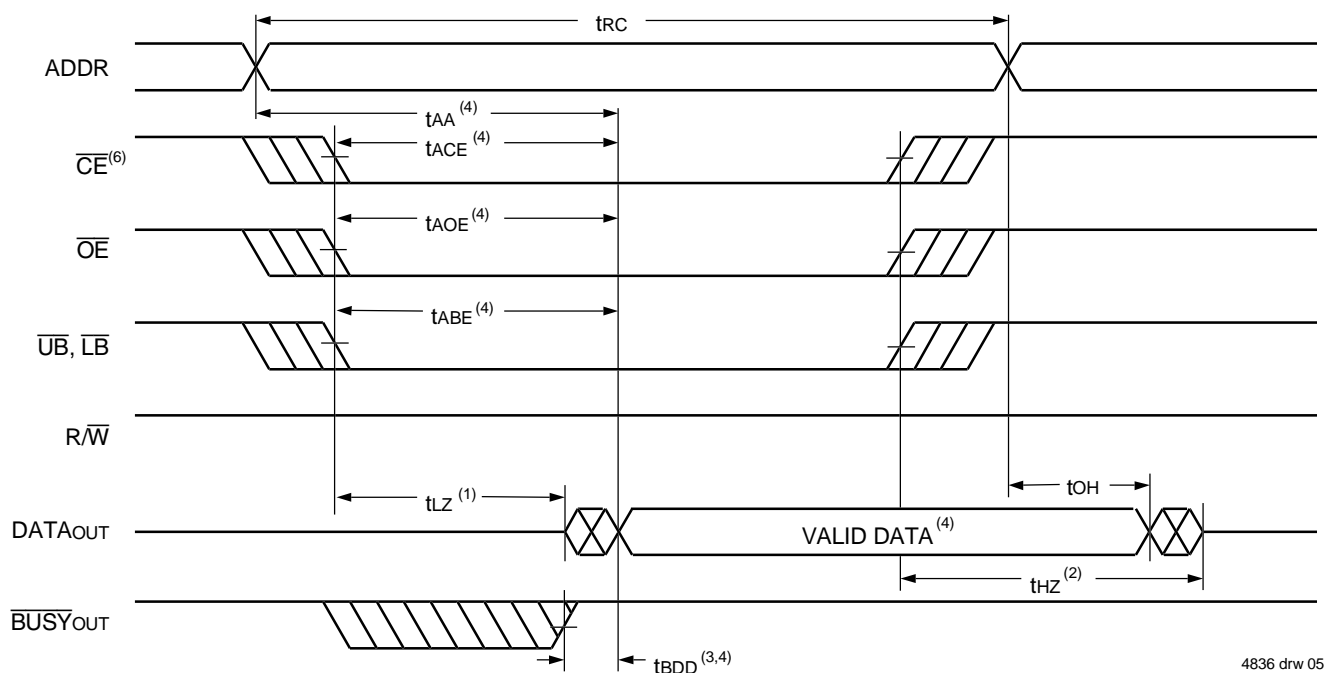 tRC
ADDR
tAA (4)
CE(6)
tACE (4)
OE
tAOE (4)
UB, LB
tABE (4)
R/W
tLZ (1)
tOH
DATAOUT
VALID DATA(4)
tHZ (2)
BUSYOUT
tBDD (3,4)
4836 drw 05